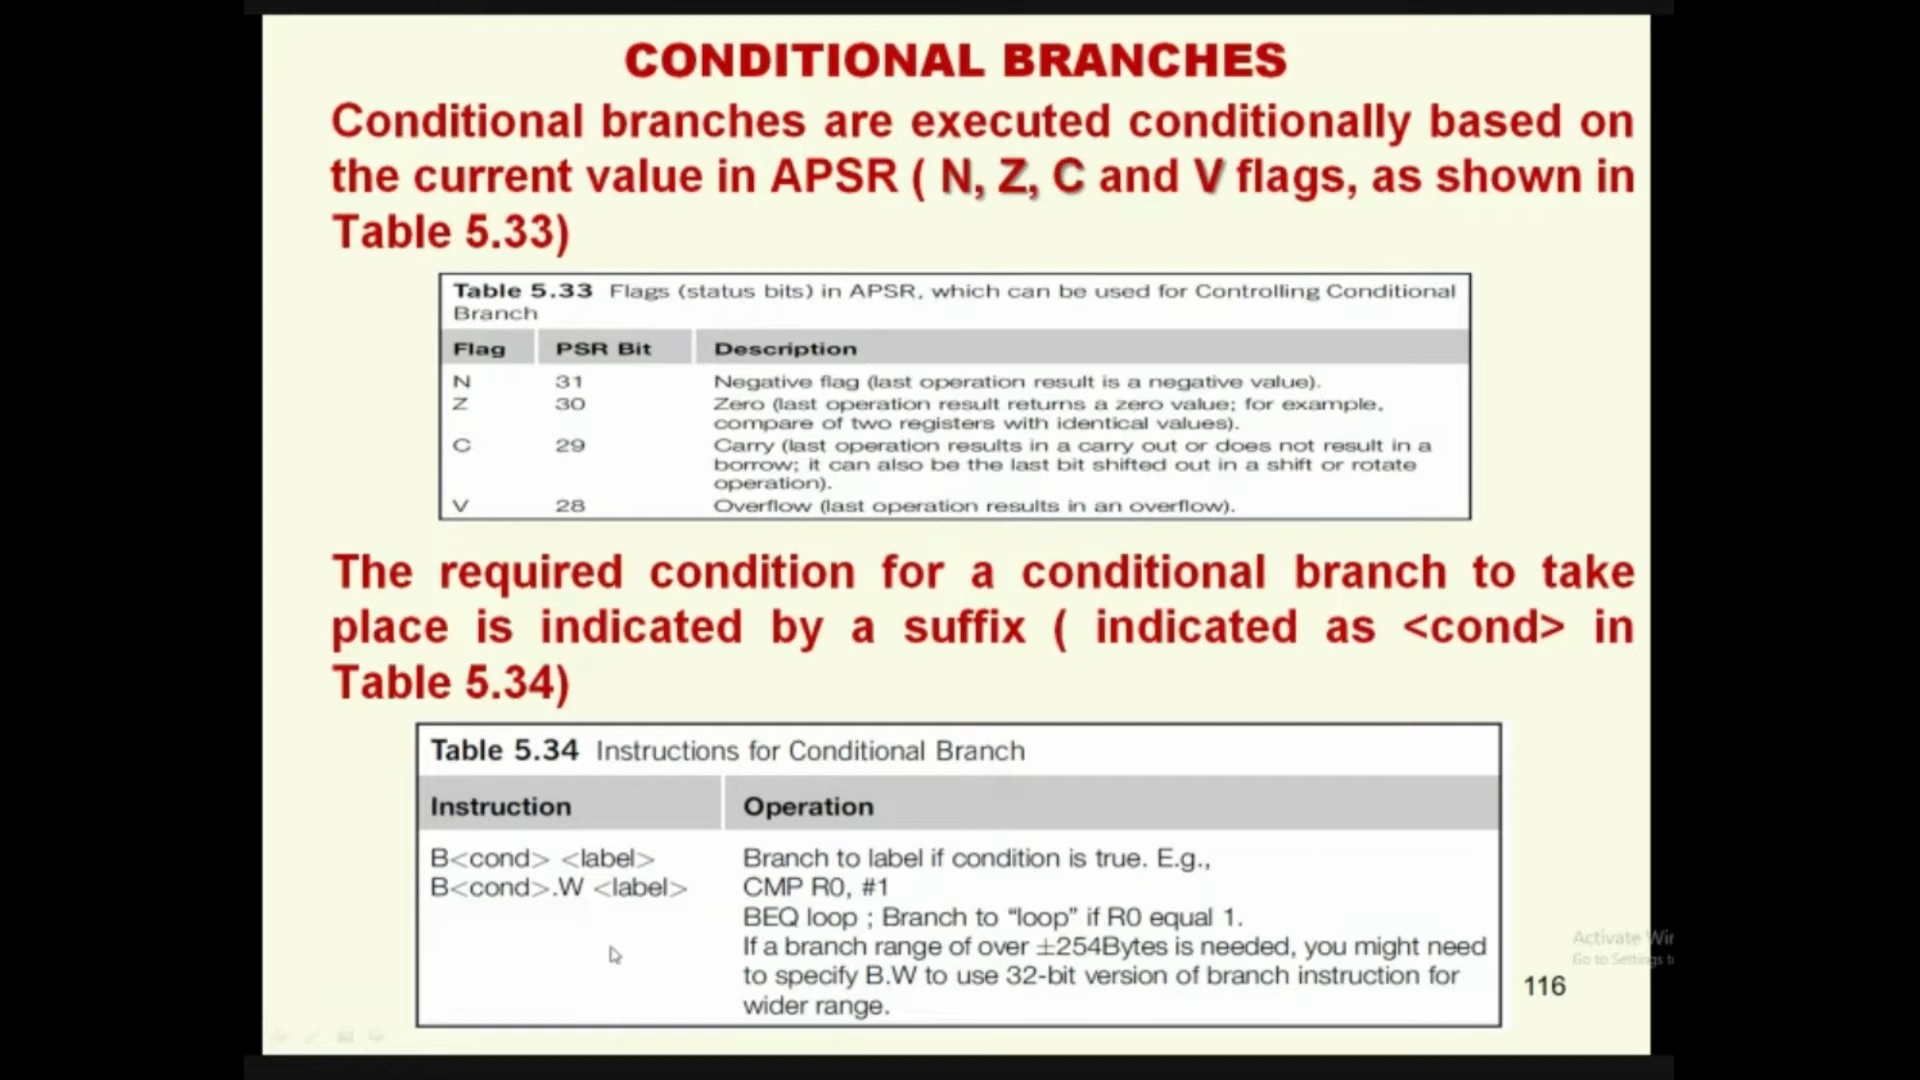 CONDITIONAL BRANCHES
Conditional branches are executed conditionally based on
the current value in APSR ( N, Z, C and V flags, as shown in
Table 5.33)
Table 5.33 Flags (status bits) in APSR, which can be used for Controlling Conditional
Branch
Flag PSR Bit Description
N 31 Negative flag (last operation result is a negative value).
Z 30 Zero (last operation result returns a zero value; for example,
compare of two registers with identical values).
C 29 Carry (last operation results in a carry out or does not result in a
borrow; it can also be the last bit shifted out in a shift or rotate
operation).
V 28 Overflow (last operation results in an overflow).
The required condition for a conditional branch to take
place is indicated by a suffix ( indicated as <cond> in
Table 5.34)
Table 5.34 Instructions for Conditional Branch
Instruction Operation
B<cond> <label> Branch to label if condition is true. E.g.,
B<cond>.W <label> CMP R0, #1
BEQ loop ; Branch to “loop” if R0 equal 1.
If a branch range of over ±254Bytes is needed, you might need
to specify B.W to use 32-bit version of branch instruction for
wider range.
116
Activate Wir
Go to Settings t